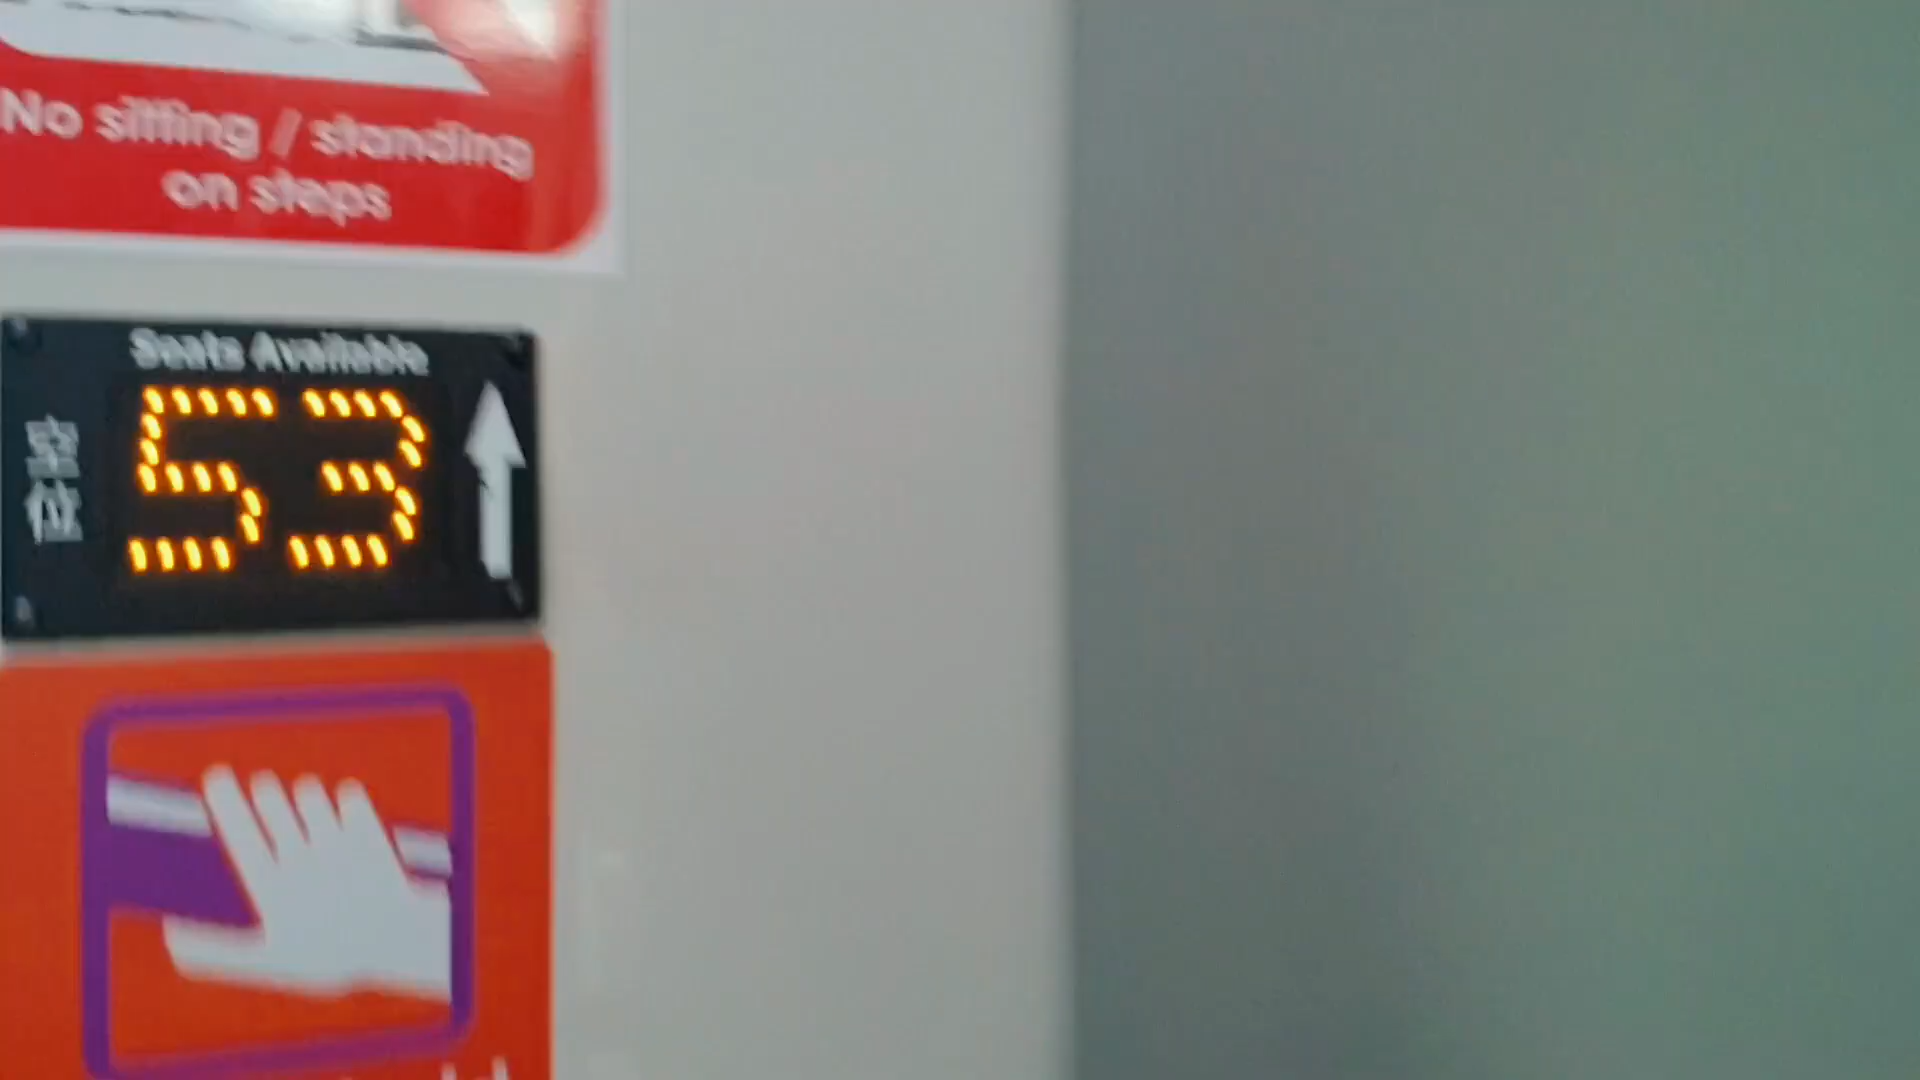 No sitting / standing
on steps
Seats Available
空位
53